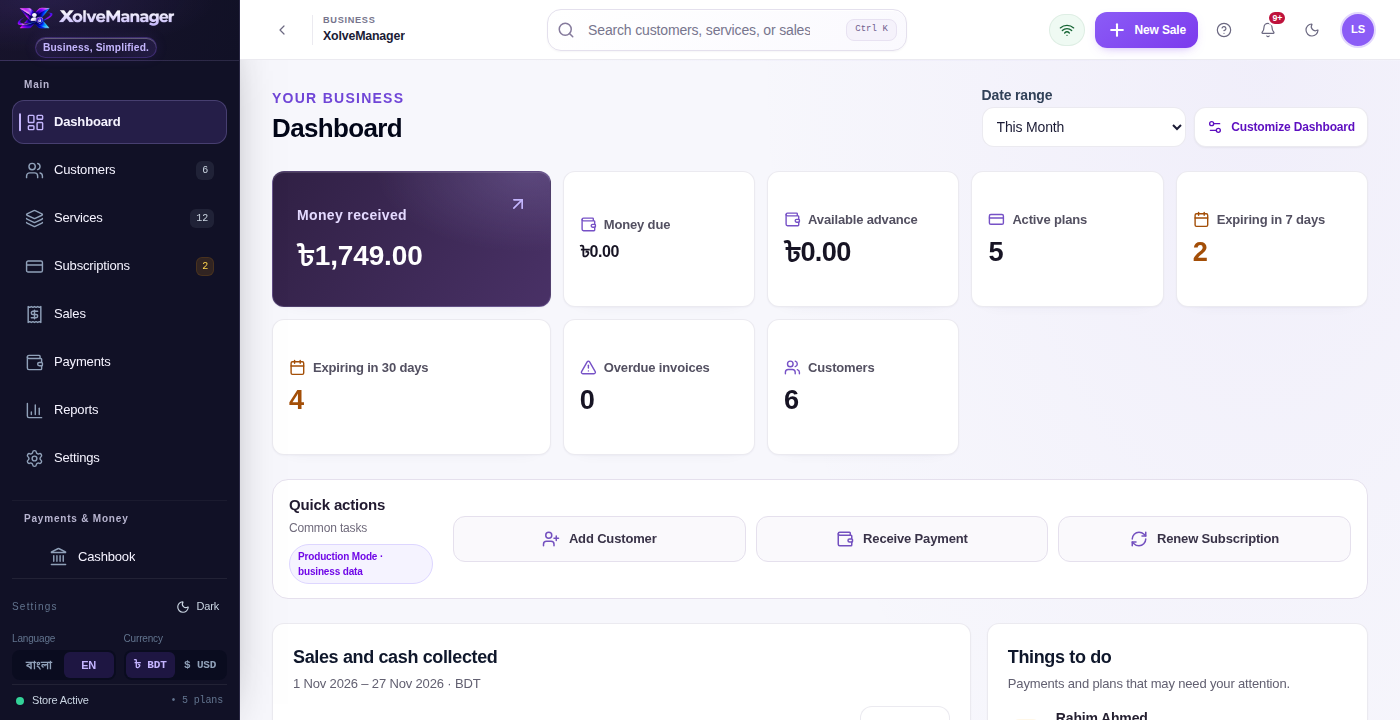 XolveManager
Business, Simplified.
Main
Dashboard
Customers 6
Services 12
Subscriptions 2
Sales
Payments
Reports
Settings
Payments & Money
Cashbook
Settings Dark
Language Currency
বাংলা EN ৳ BDT $ USD
Store Active • 5 plans
BUSINESS
XolveManager
Search customers, services, or sales Ctrl K
New Sale
9+
LS
YOUR BUSINESS
Dashboard
Date range
This Month
Customize Dashboard
Money received
৳1,749.00
Money due
৳0.00
Available advance
৳0.00
Active plans
5
Expiring in 7 days
2
Expiring in 30 days
4
Overdue invoices
0
Customers
6
Quick actions
Common tasks
Production Mode ·
business data
Add Customer
Receive Payment
Renew Subscription
Sales and cash collected
1 Nov 2026 – 27 Nov 2026 · BDT
Things to do
Payments and plans that may need your attention.
Rahim Ahmed